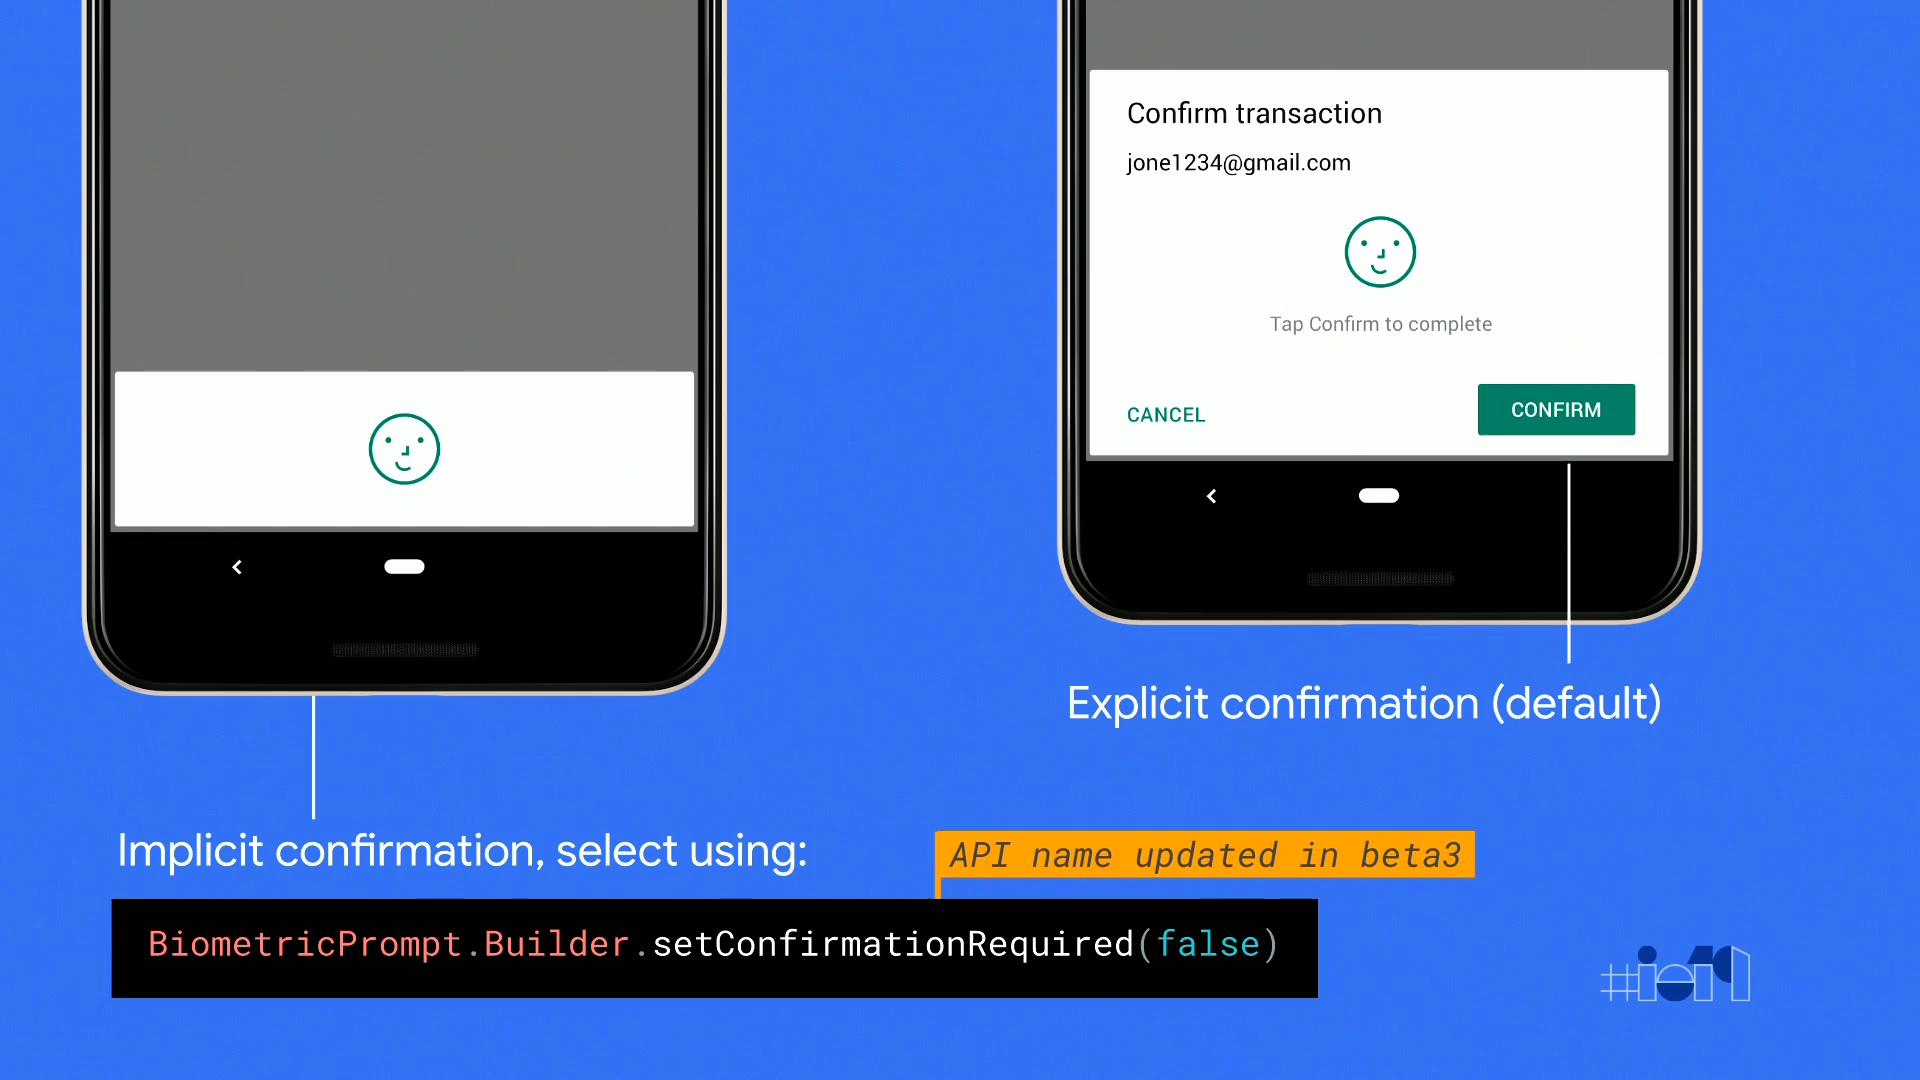 Confirm transaction
jone1234@gmail.com
Tap Confirm to complete
CANCEL
CONFIRM
Explicit confirmation (default)
Implicit confirmation, select using:
API name updated in beta3
BiometricPrompt.Builder.setConfirmationRequired(false)
#io19